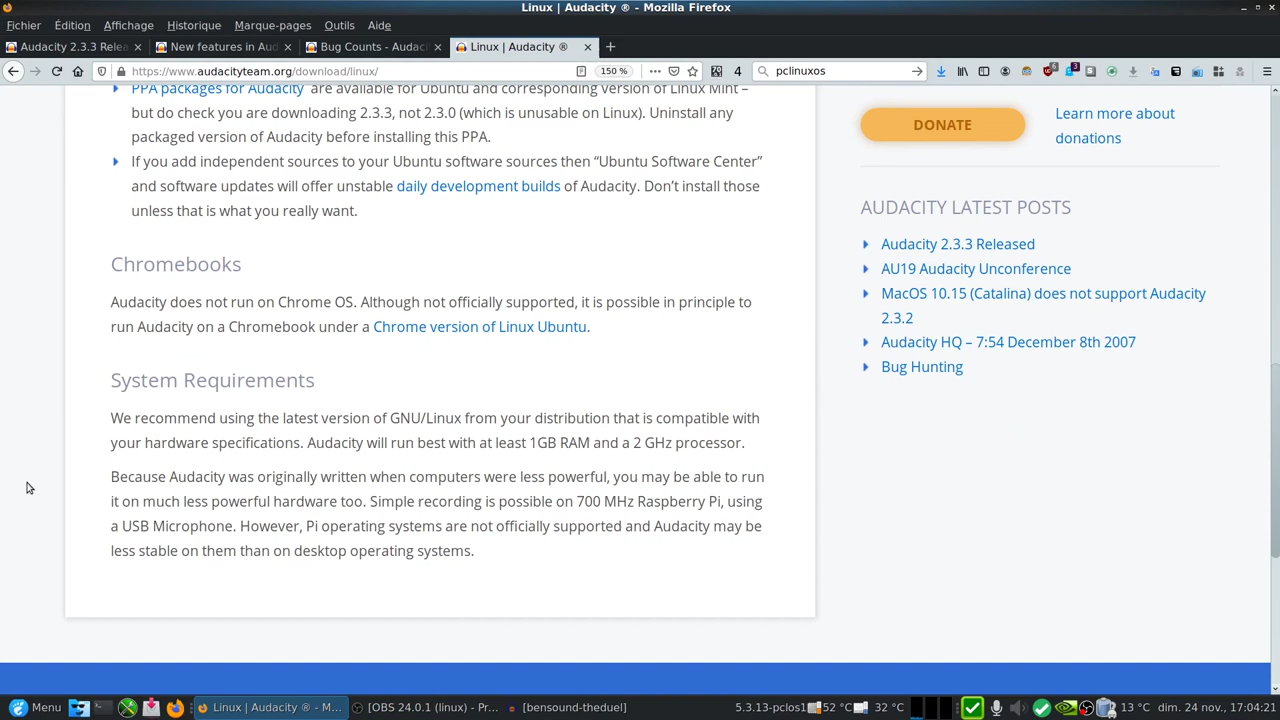 Linux | Audacity ® - Mozilla Firefox
Fichier Édition Affichage Historique Marque-pages Outils Aide
Audacity 2.3.3 Relea × New features in Aud × Bug Counts - Audaci × Linux | Audacity ® × +
https://www.audacityteam.org/download/linux/ 150 % 4 pclinuxos 6 3
PPA packages for Audacity are available for Ubuntu and corresponding version of Linux Mint –
but do check you are downloading 2.3.3, not 2.3.0 (which is unusable on Linux). Uninstall any
packaged version of Audacity before installing this PPA.
If you add independent sources to your Ubuntu software sources then “Ubuntu Software Center”
and software updates will offer unstable daily development builds of Audacity. Don’t install those
unless that is what you really want.
Chromebooks
Audacity does not run on Chrome OS. Although not officially supported, it is possible in principle to
run Audacity on a Chromebook under a Chrome version of Linux Ubuntu.
System Requirements
We recommend using the latest version of GNU/Linux from your distribution that is compatible with
your hardware specifications. Audacity will run best with at least 1GB RAM and a 2 GHz processor.
Because Audacity was originally written when computers were less powerful, you may be able to run
it on much less powerful hardware too. Simple recording is possible on 700 MHz Raspberry Pi, using
a USB Microphone. However, Pi operating systems are not officially supported and Audacity may be
less stable on them than on desktop operating systems.
DONATE
Learn more about
donations
AUDACITY LATEST POSTS
Audacity 2.3.3 Released
AU19 Audacity Unconference
MacOS 10.15 (Catalina) does not support Audacity
2.3.2
Audacity HQ – 7:54 December 8th 2007
Bug Hunting
Menu Linux | Audacity ® - M... [OBS 24.0.1 (linux) - Pr... [bensound-theduel] 5.3.13-pclos1 52 °C 32 °C 13 °C dim. 24 nov., 17:04:21